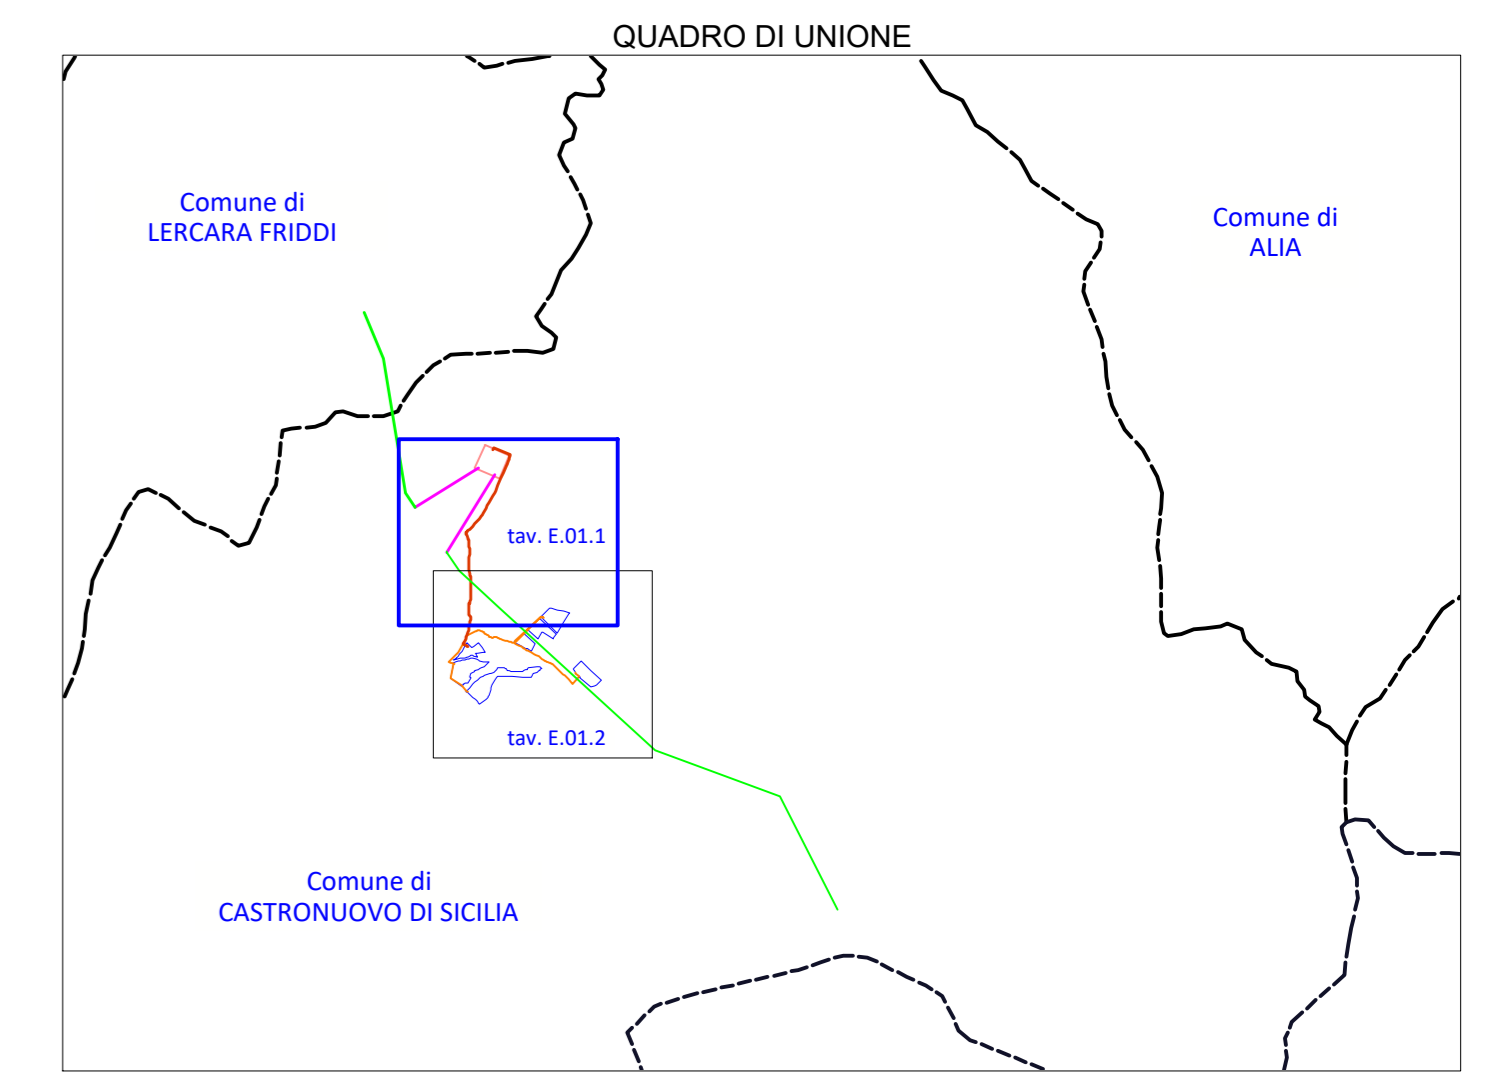 QUADRO DI UNIONE
Comune di
LERCARA FRIDDI
Comune di
ALIA
tav. E.01.1
tav. E.01.2
Comune di
CASTRONUOVO DI SICILIA